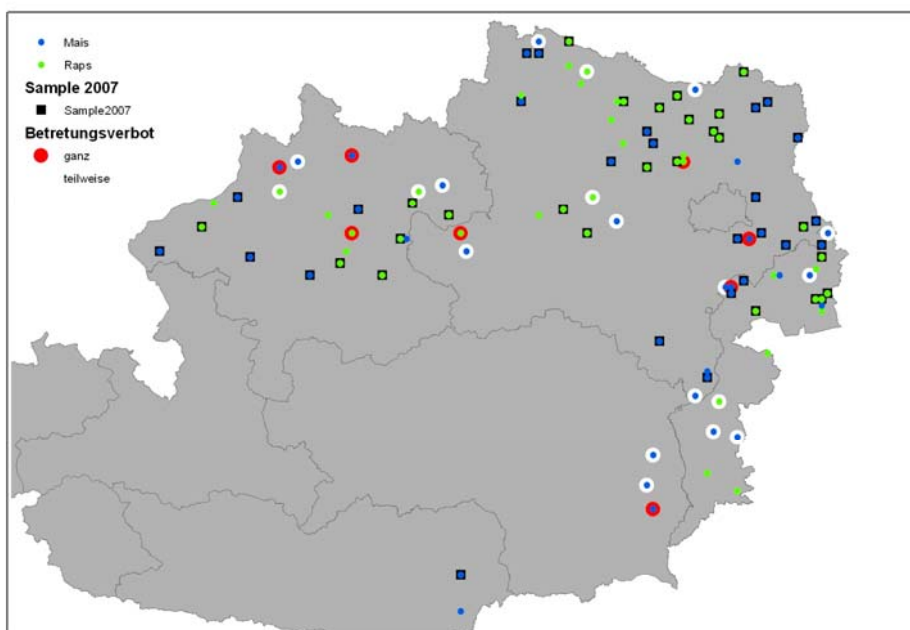 Mais
Raps
Sample 2007
Sample2007
Betretungsverbot
ganz
teilweise